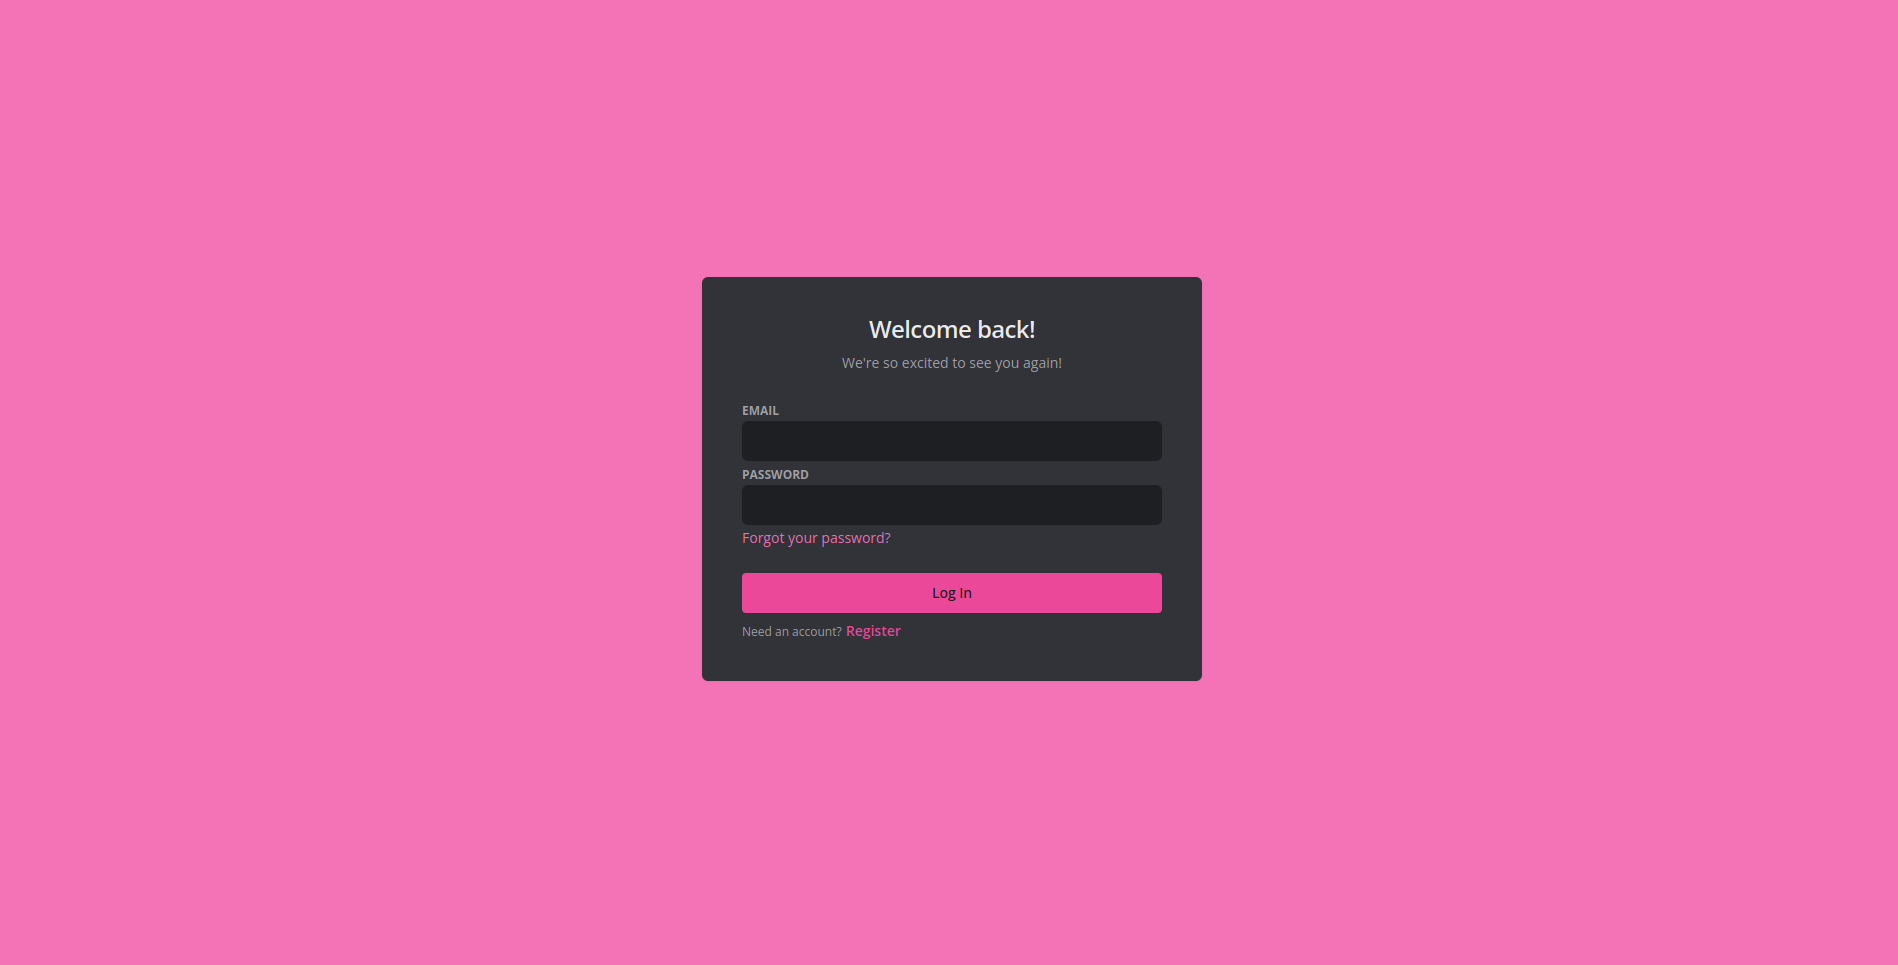 Welcome back!
We're so excited to see you again!
EMAIL
PASSWORD
Forgot your password?
Log In
Need an account? Register